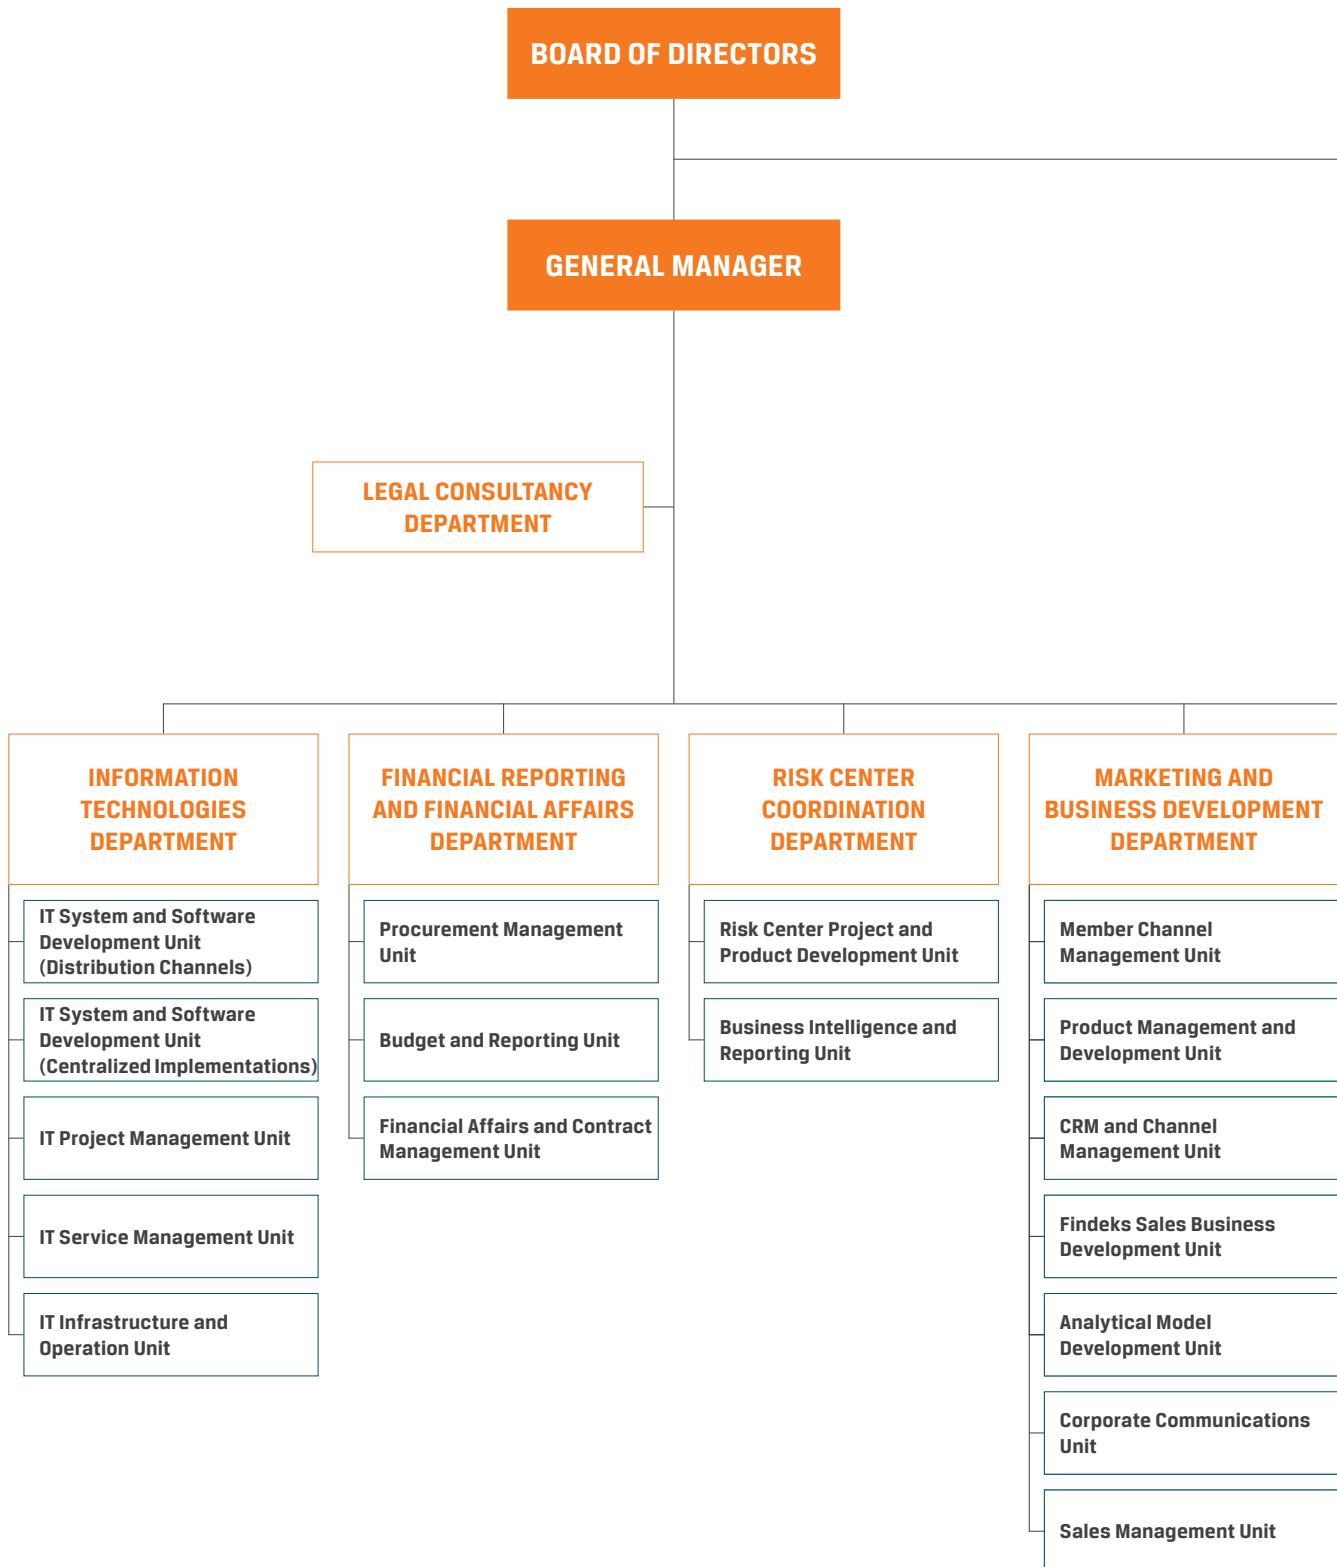 BOARD OF DIRECTORS
GENERAL MANAGER
LEGAL CONSULTANCY
DEPARTMENT
INFORMATION
TECHNOLOGIES
DEPARTMENT
IT System and Software
Development Unit
(Distribution Channels)
IT System and Software
Development Unit
(Centralized Implementations)
IT Project Management Unit
IT Service Management Unit
IT Infrastructure and
Operation Unit
FINANCIAL REPORTING
AND FINANCIAL AFFAIRS
DEPARTMENT
Procurement Management
Unit
Budget and Reporting Unit
Financial Affairs and Contract
Management Unit
RISK CENTER
COORDINATION
DEPARTMENT
Risk Center Project and
Product Development Unit
Business Intelligence and
Reporting Unit
MARKETING AND
BUSINESS DEVELOPMENT
DEPARTMENT
Member Channel
Management Unit
Product Management and
Development Unit
CRM and Channel
Management Unit
Findeks Sales Business
Development Unit
Analytical Model
Development Unit
Corporate Communications
Unit
Sales Management Unit